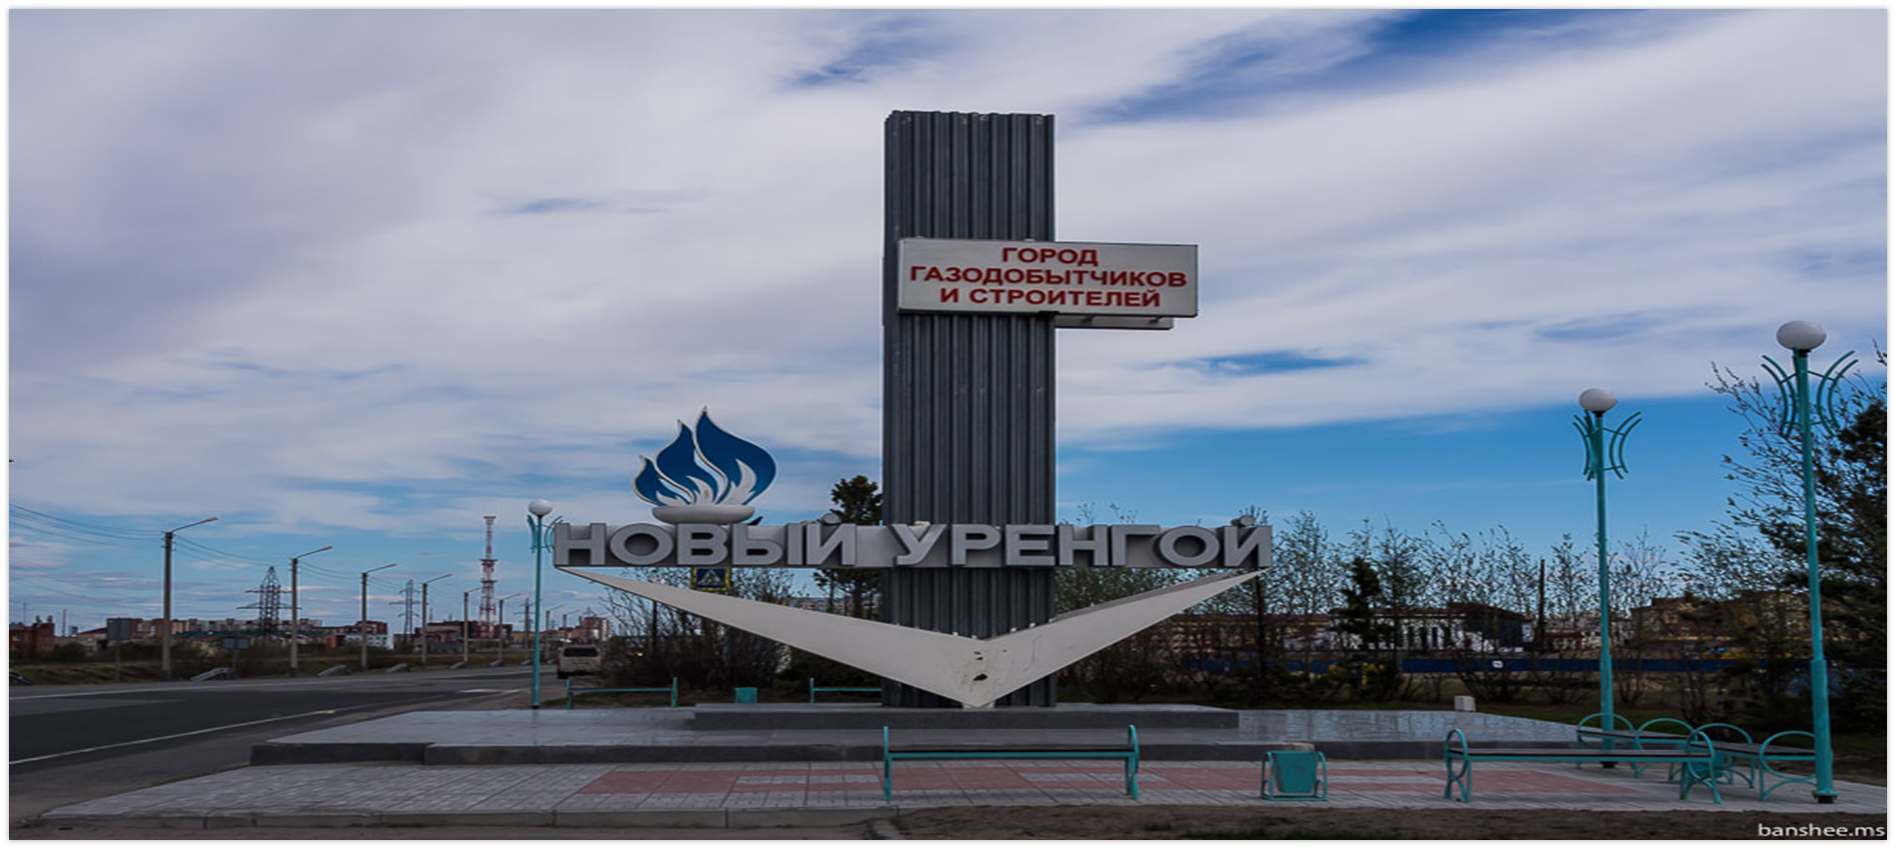 ГОРОД
ГАЗОДОБЫТЧИКОВ
И СТРОИТЕЛЕЙ
НОВЫЙ УРЕНГОЙ
banshee.ms